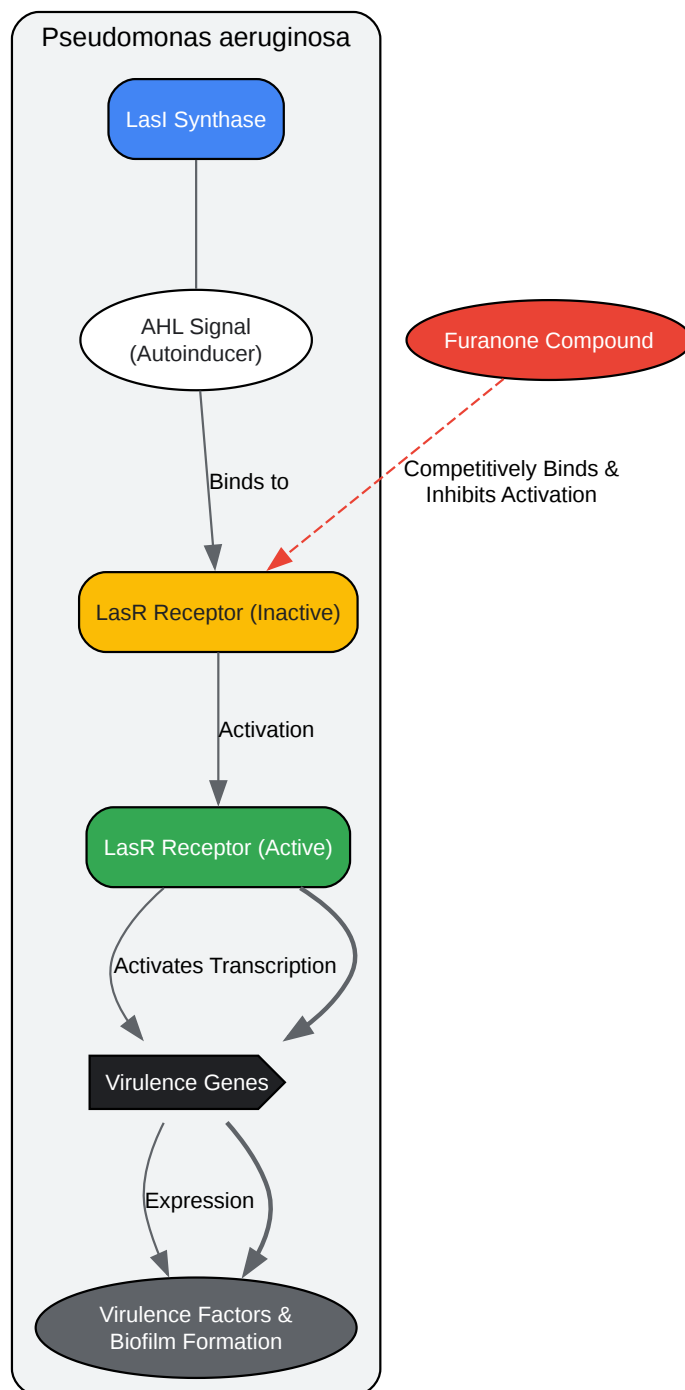 Pseudomonas aeruginosa
LasI Synthase
AHL Signal
(Autoinducer)
Furanone Compound
Binds to
Competitively Binds &
Inhibits Activation
LasR Receptor (Inactive)
Activation
LasR Receptor (Active)
Activates Transcription
Virulence Genes
Expression
Virulence Factors &
Biofilm Formation